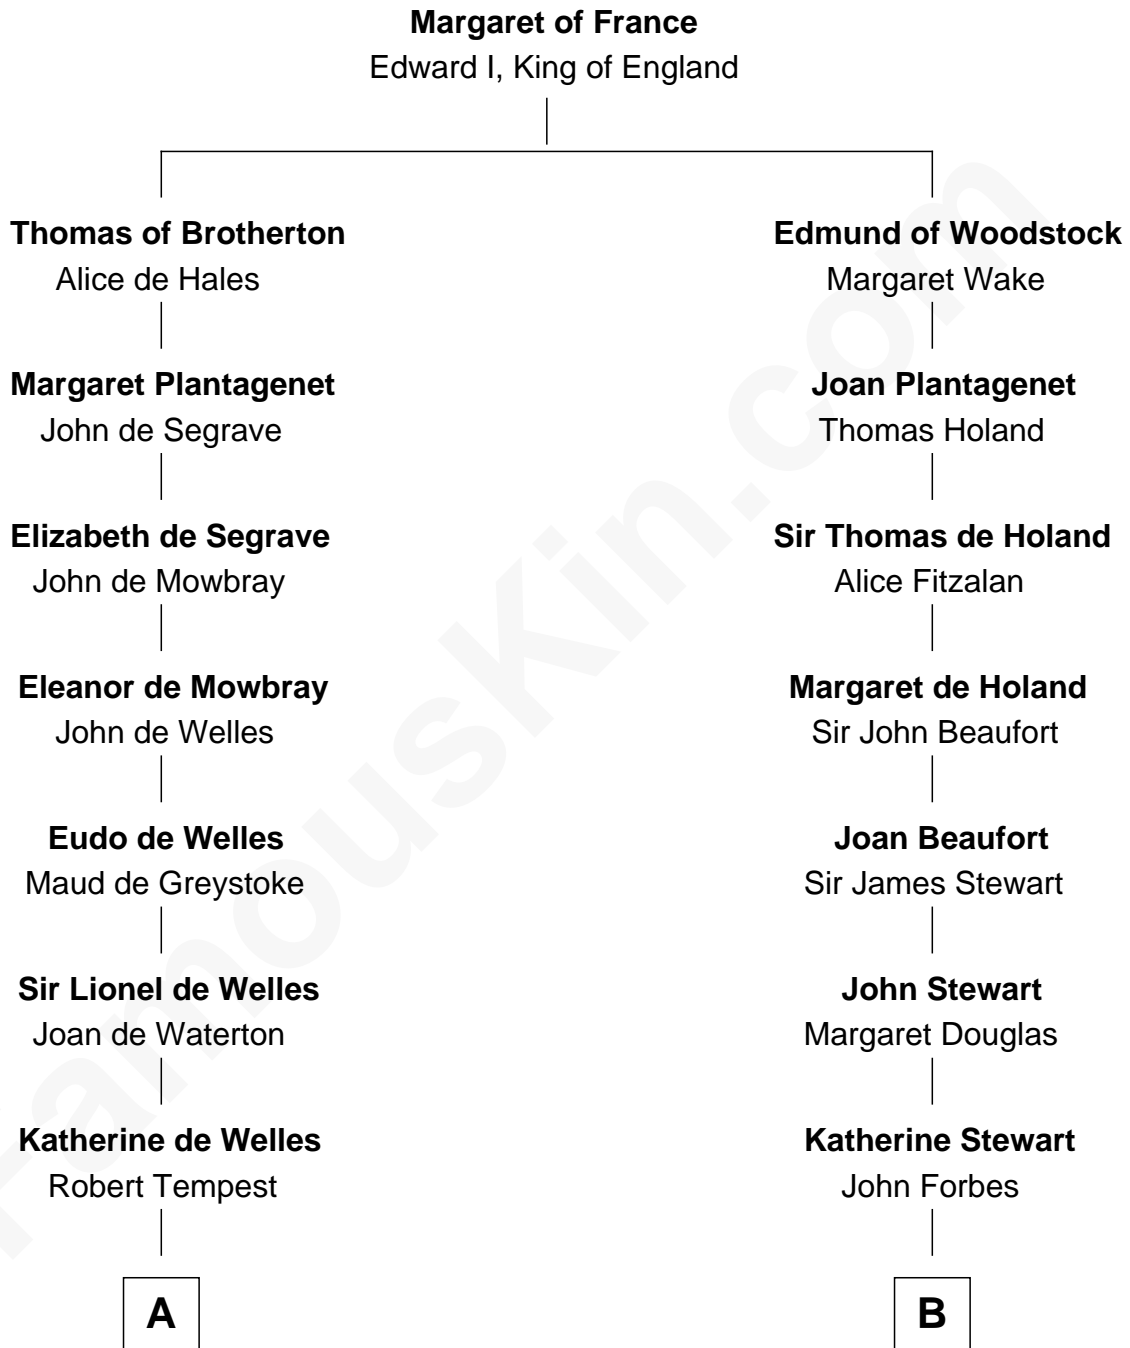 Margaret of France
Edward I, King of England
Thomas of Brotherton
Alice de Hales
Edmund of Woodstock
Margaret Wake
Margaret Plantagenet
John de Segrave
Joan Plantagenet
Thomas Holand
Elizabeth de Segrave
John de Mowbray
Sir Thomas de Holand
Alice Fitzalan
Eleanor de Mowbray
John de Welles
Margaret de Holand
Sir John Beaufort
Eudo de Welles
Maud de Greystoke
Joan Beaufort
Sir James Stewart
Sir Lionel de Welles
Joan de Waterton
John Stewart
Margaret Douglas
Katherine de Welles
Robert Tempest
Katherine Stewart
John Forbes
A
B
FamousKin.com